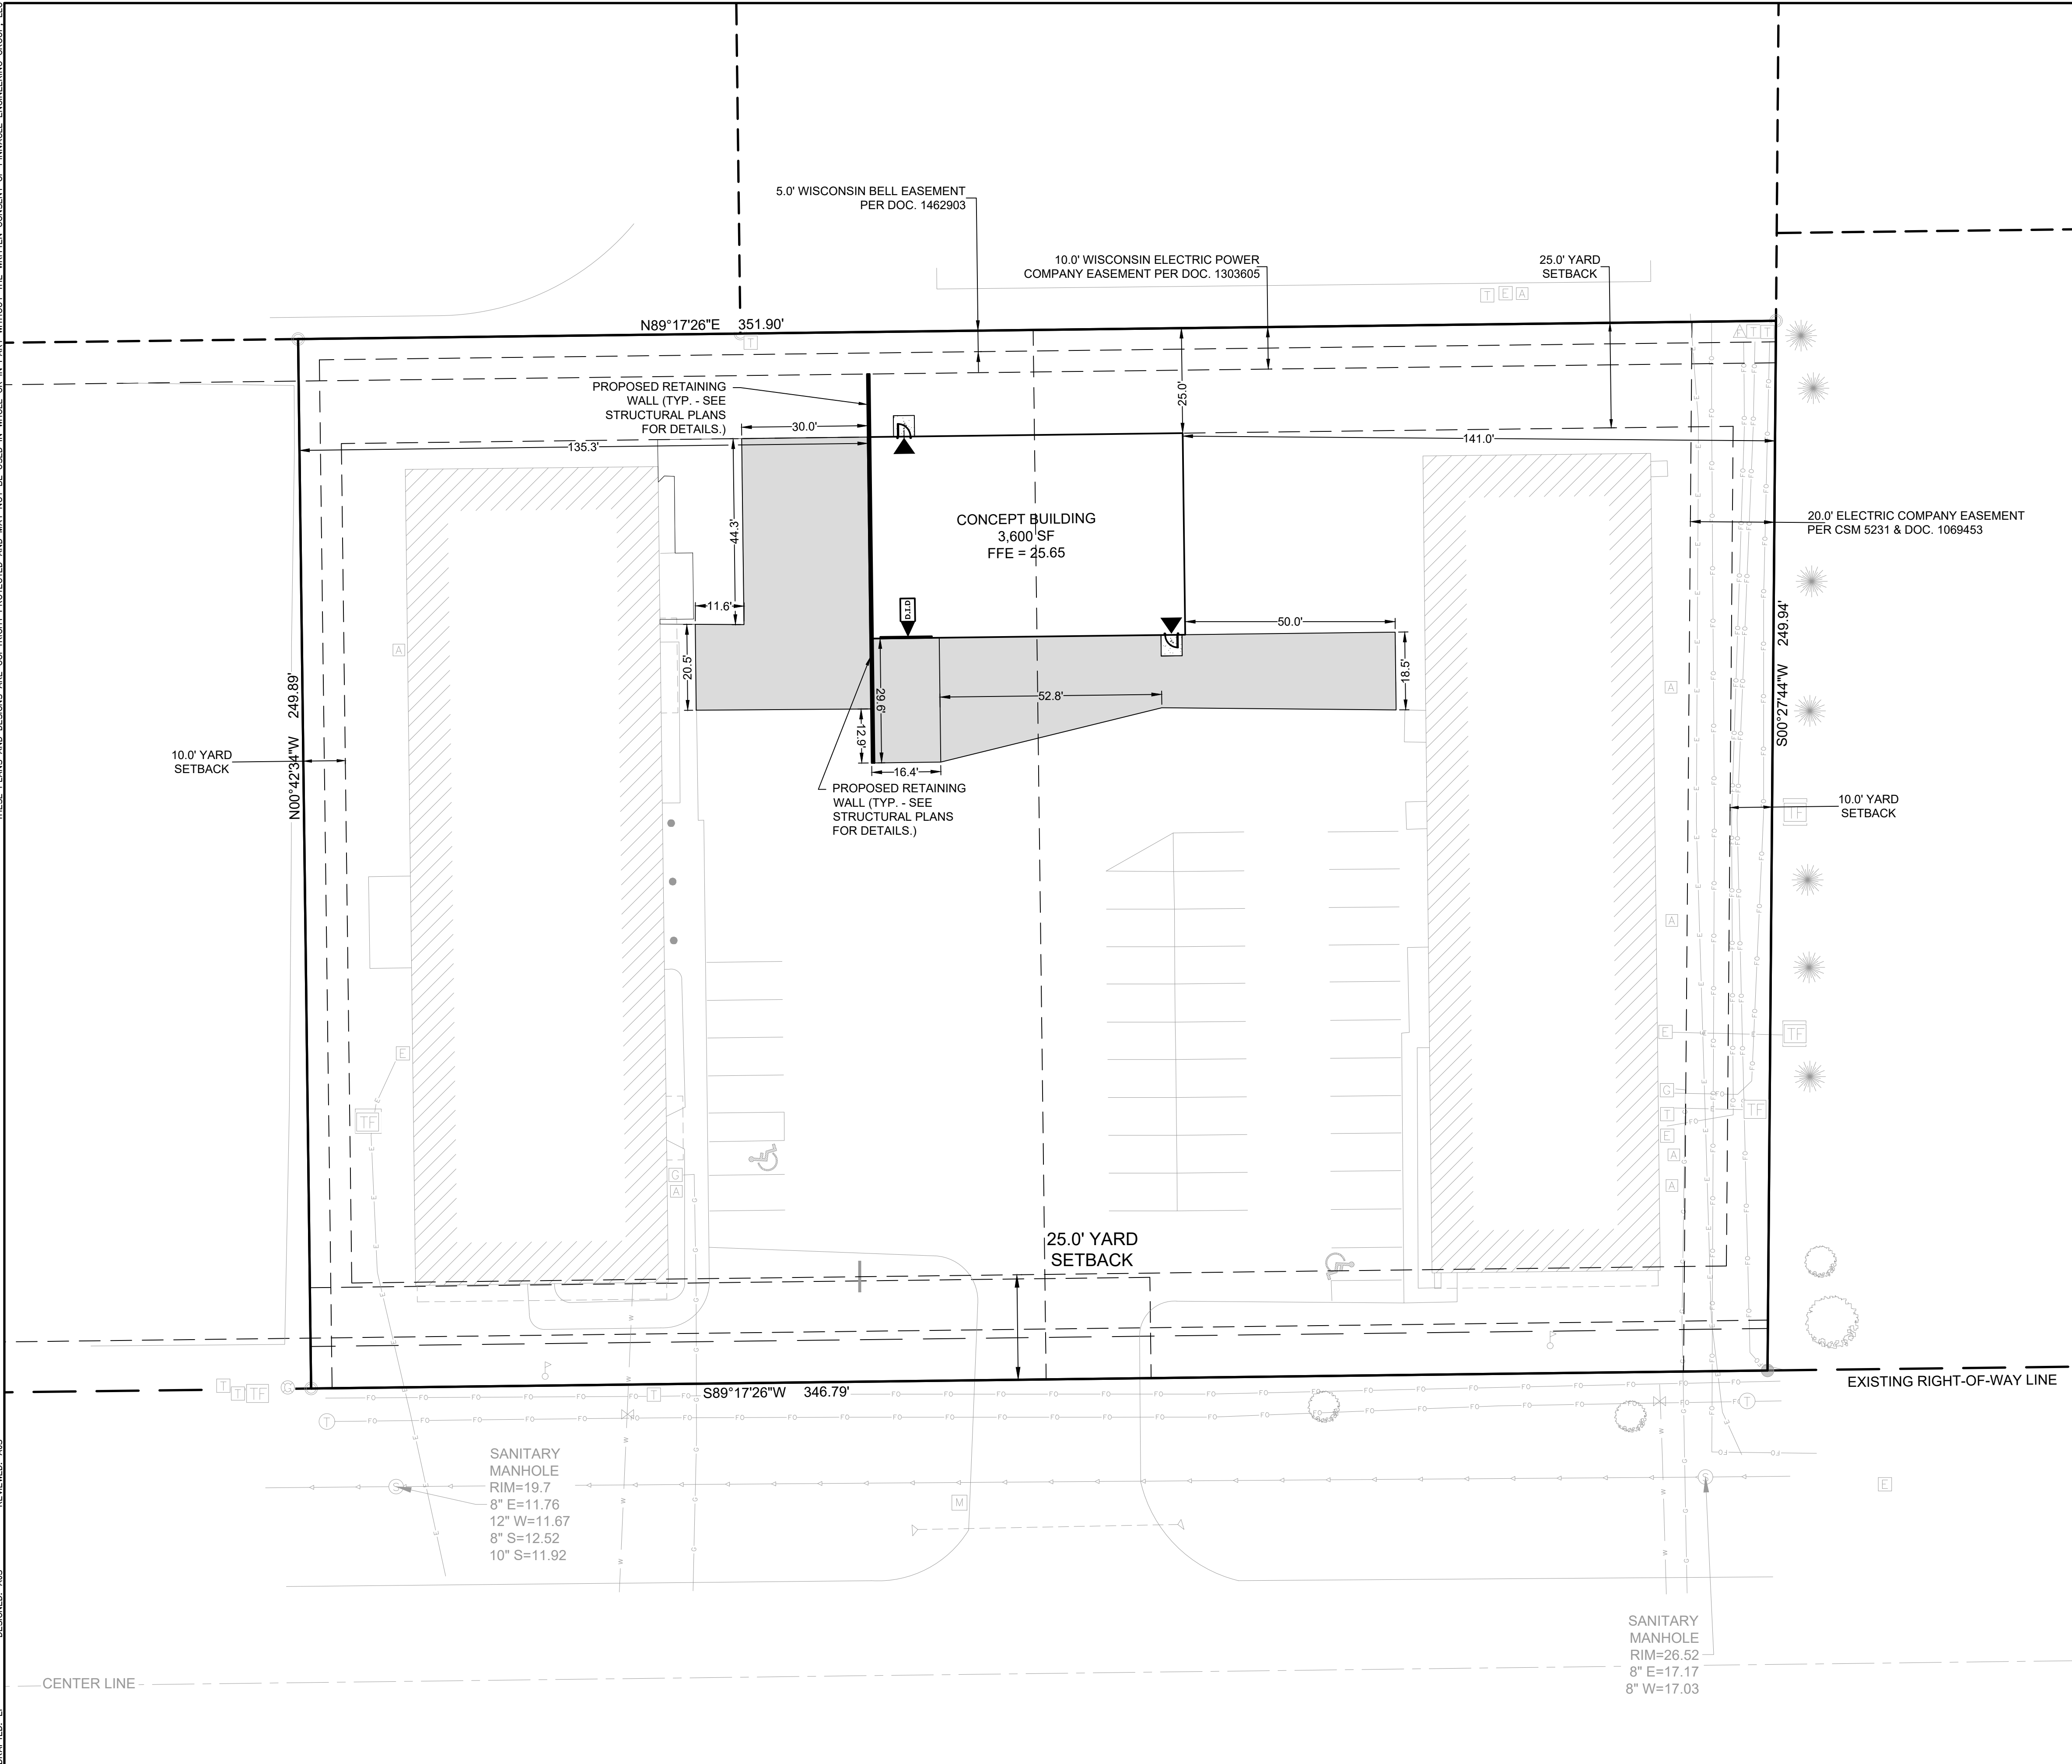 5.0' WISCONSIN BELL EASEMENT
PER DOC. 1462903
10.0' WISCONSIN ELECTRIC POWER
COMPANY EASEMENT PER DOC. 1303605
25.0' YARD
SETBACK
T E A
N89°17'26"E 351.90'
T
T T
PROPOSED RETAINING
WALL (TYP. - SEE
STRUCTURAL PLANS
FOR DETAILS.)
30.0'
25.0'
135.3'
141.0'
44.3'
CONCEPT BUILDING
3,600 SF
FFE = 25.65
20.0' ELECTRIC COMPANY EASEMENT
PER CSM 5231 & DOC. 1069453
11.6'
D.I.D
50.0'
20.5'
18.5'
29.6'
52.8'
12.9'
16.4'
A
A
N00°42'34"W 249.89'
S00°27'44"W 249.94'
10.0' YARD
SETBACK
PROPOSED RETAINING
WALL (TYP. - SEE
STRUCTURAL PLANS
FOR DETAILS.)
10.0' YARD
SETBACK
TF
A
E
E
TF
G
T
TF
TF
E
A
G
A
A
25.0' YARD
SETBACK
EXISTING RIGHT-OF-WAY LINE
T T TF G
T
S89°17'26"W 346.79'
T
T
SANITARY
MANHOLE
RIM=19.7
8" E=11.76
12" W=11.67
8" S=12.52
10" S=11.92
S
S
M
E
SANITARY
MANHOLE
RIM=26.52
8" E=17.17
8" W=17.03
CENTER LINE